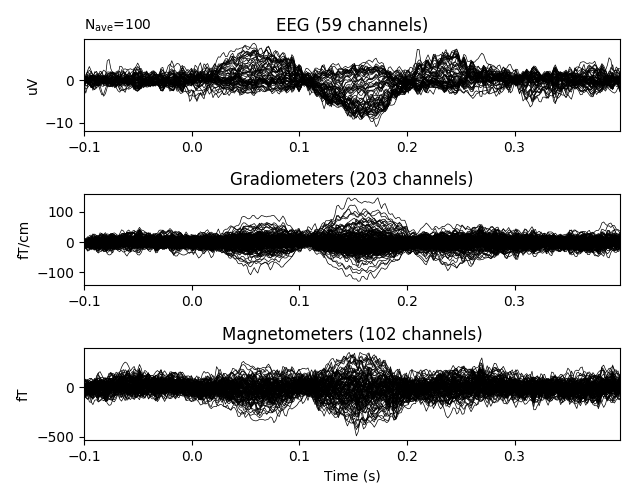 N_ave=100
EEG (59 channels)
uV
0
−10
−0.1 0.0 0.1 0.2 0.3
Gradiometers (203 channels)
fT/cm
100
0
−100
−0.1 0.0 0.1 0.2 0.3
Magnetometers (102 channels)
fT
0
−500
−0.1 0.0 0.1 0.2 0.3
Time (s)